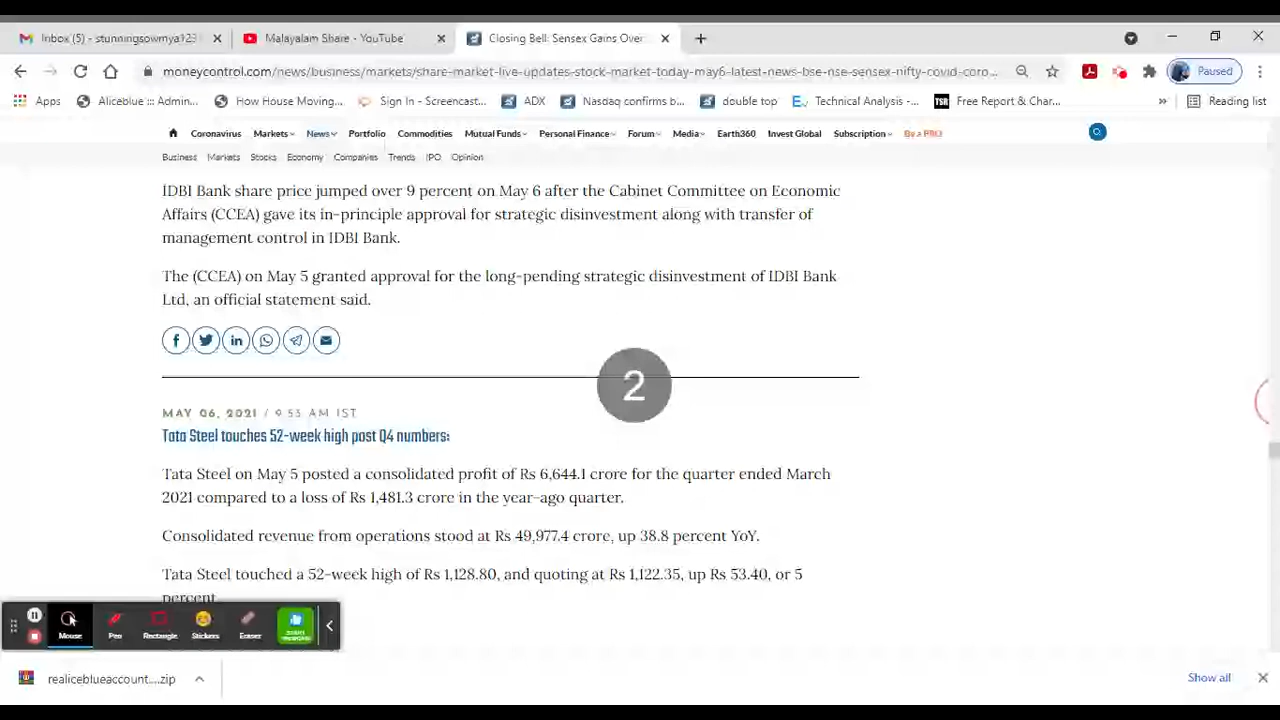 Inbox (5) - stunningsowmya123
Malayalam Share - YouTube
Closing Bell: Sensex Gains Over
moneycontrol.com/news/business/markets/share-market-live-updates-stock-market-today-may6-latest-news-bse-nse-sensex-nifty-covid-coro...
Paused
Apps
Aliceblue ::: Admin...
How House Moving...
Sign In - Screencast...
ADX
Nasdaq confirms b...
double top
Technical Analysis -...
TSR
Free Report & Char...
»
Reading list
Coronavirus Markets News Portfolio Commodities Mutual Funds Personal Finance Forum Media Earth360 Invest Global Subscription Be a PRO
Business Markets Stocks Economy Companies Trends IPO Opinion
IDBI Bank share price jumped over 9 percent on May 6 after the Cabinet Committee on Economic
Affairs (CCEA) gave its in-principle approval for strategic disinvestment along with transfer of
management control in IDBI Bank.
The (CCEA) on May 5 granted approval for the long-pending strategic disinvestment of IDBI Bank
Ltd, an official statement said.
2
MAY 06, 2021 / 9:53 AM IST
Tata Steel touches 52-week high post Q4 numbers:
Tata Steel on May 5 posted a consolidated profit of Rs 6,644.1 crore for the quarter ended March
2021 compared to a loss of Rs 1,481.3 crore in the year-ago quarter.
Consolidated revenue from operations stood at Rs 49,977.4 crore, up 38.8 percent YoY.
Tata Steel touched a 52-week high of Rs 1,128.80, and quoting at Rs 1,122.35, up Rs 53.40, or 5
percent
Mouse Pen Rectangle Stickers Eraser
realiceblueaccount....zip
Show all